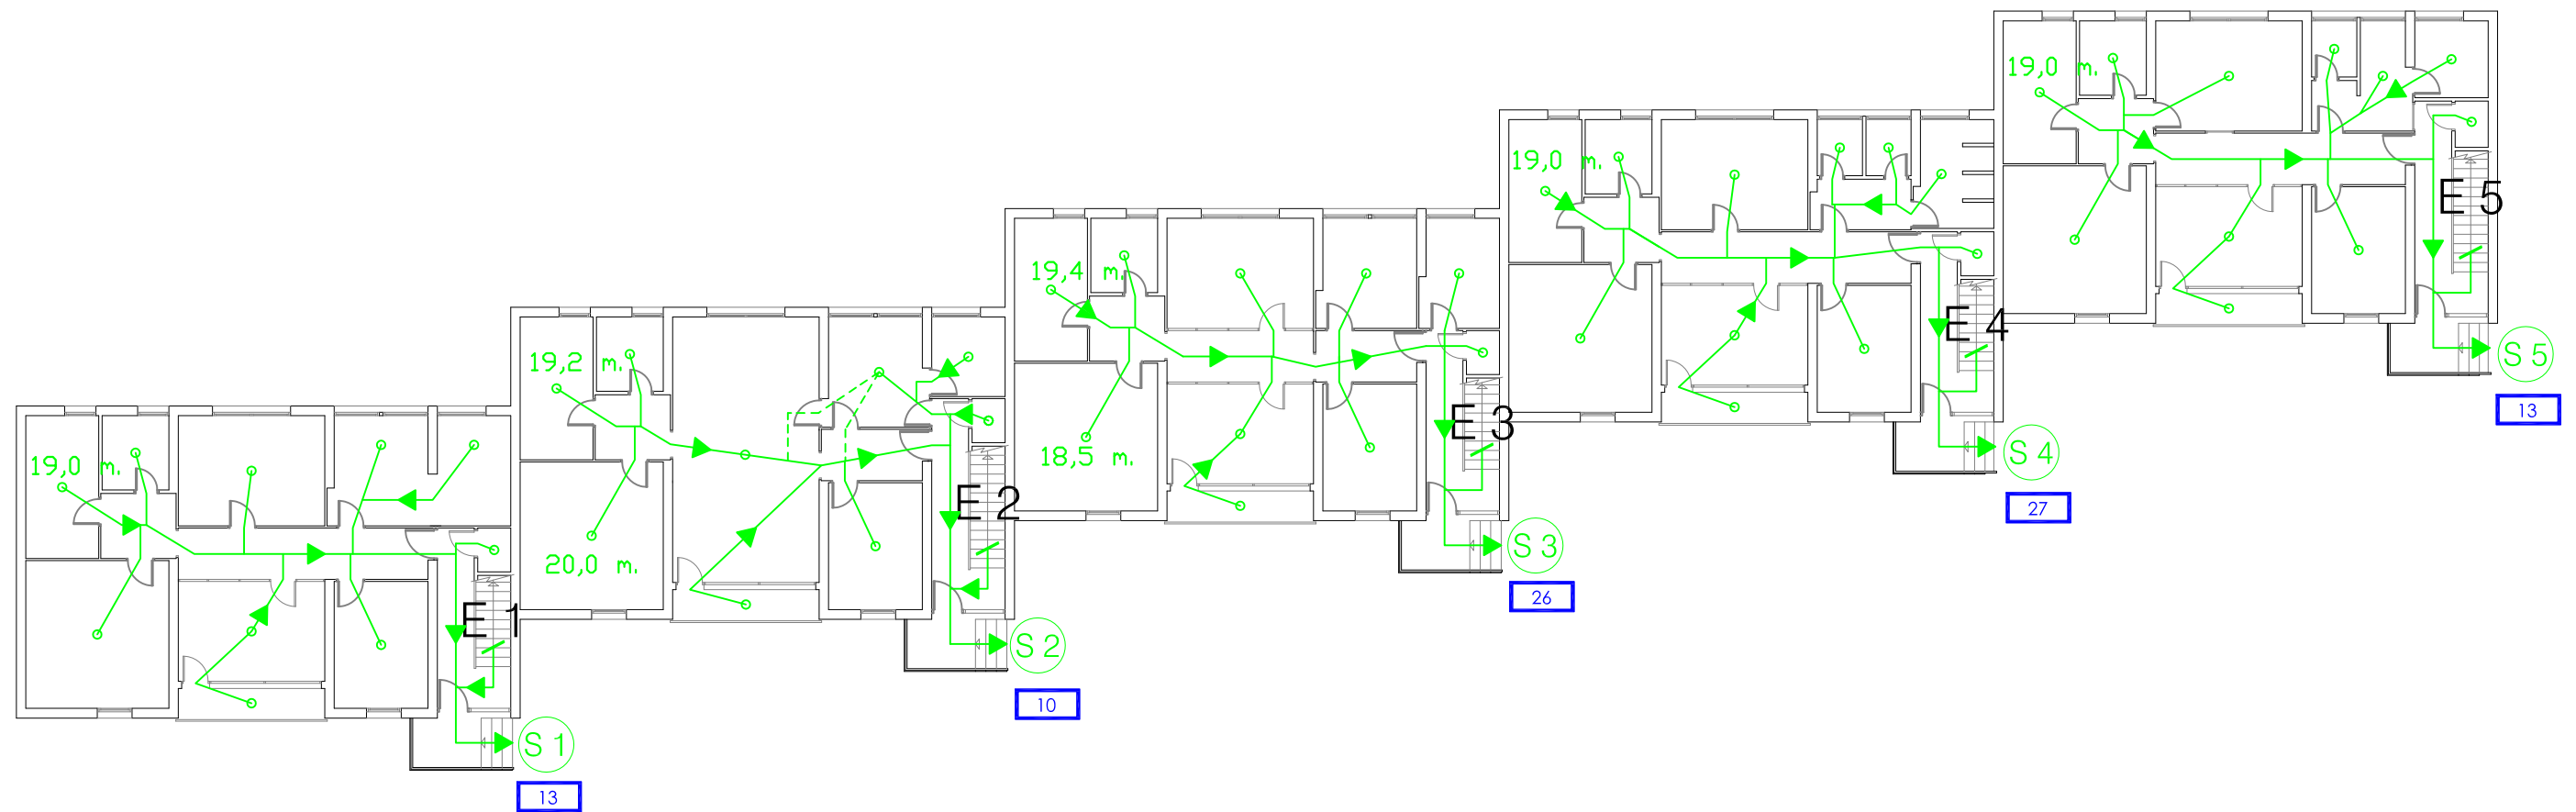 19,0 m.
E 1
S 1
13
19,2 m.
20,0 m.
E 2
S 2
10
19,4 m.
18,5 m.
E 3
S 3
26
19,0 m.
E 4
S 4
27
19,0 m.
E 5
S 5
13